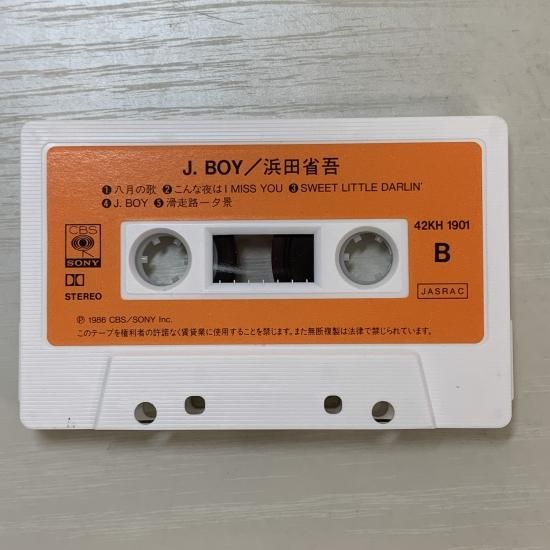 J. BOY／浜田省吾
❶八月の歌 ❷こんな夜はI MISS YOU ❸SWEET LITTLE DARLIN'
❹J. BOY ❺滑走路－夕景
CBS
SONY
42KH 1901
B
STEREO
JASRAC
Ⓟ 1986 CBS/SONY Inc.
このテープを権利者の許諾なく賃貸業に使用することを禁じます。また無断複製は法律で禁じられています。